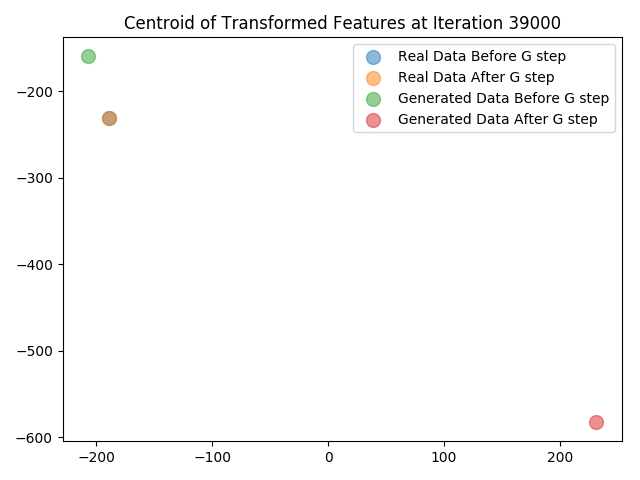 Centroid of Transformed Features at Iteration 39000
Real Data Before G step
Real Data After G step
Generated Data Before G step
Generated Data After G step
−200
−300
−400
−500
−600
−200
−100
0
100
200